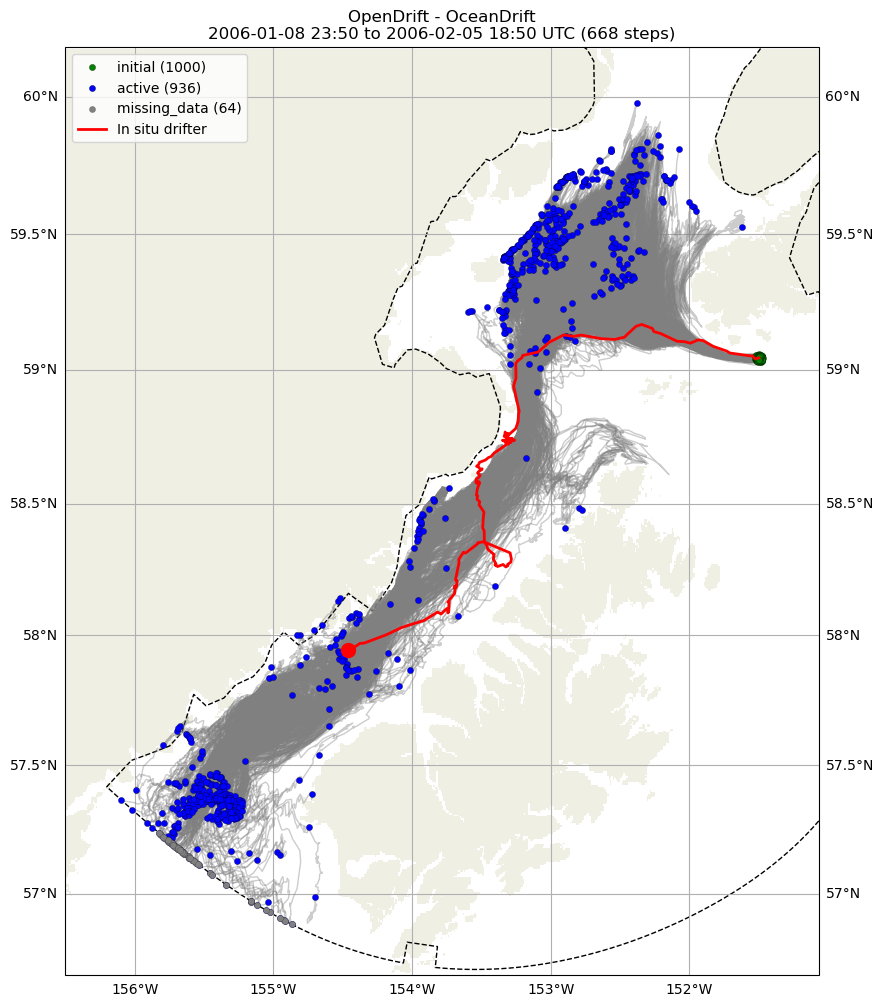 OpenDrift - OceanDrift
2006-01-08 23:50 to 2006-02-05 18:50 UTC (668 steps)
initial (1000)
active (936)
missing_data (64)
In situ drifter
60°N
60°N
59.5°N
59.5°N
59°N
59°N
58.5°N
58.5°N
58°N
58°N
57.5°N
57.5°N
57°N
57°N
156°W
155°W
154°W
153°W
152°W